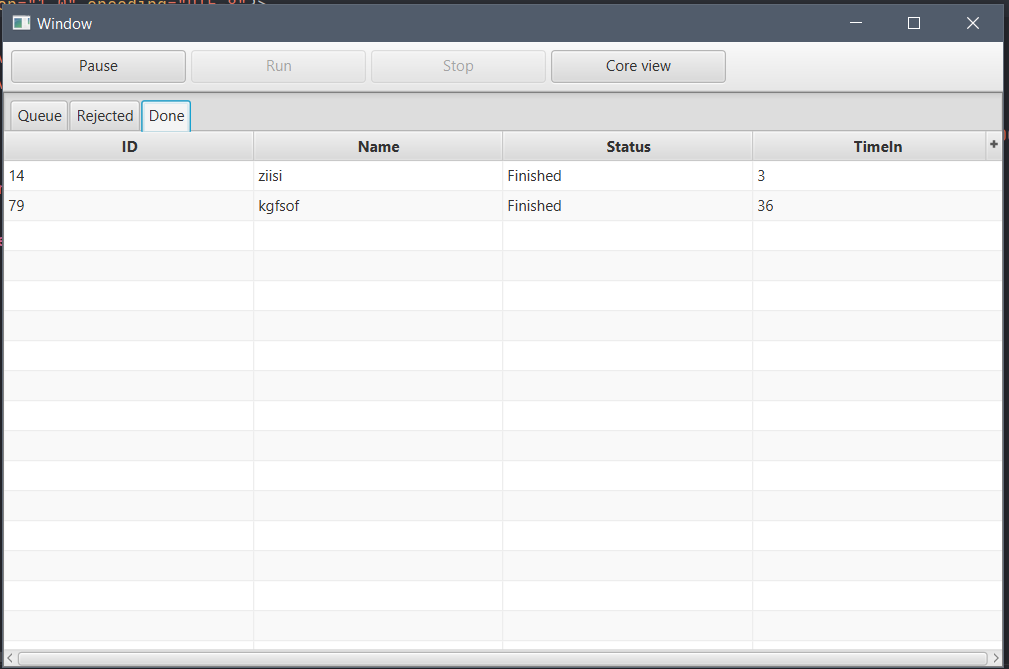 Window
Pause Run Stop Core view
Queue Rejected Done
ID Name Status TimeIn +
14 ziisi Finished 3
79 kgfsof Finished 36